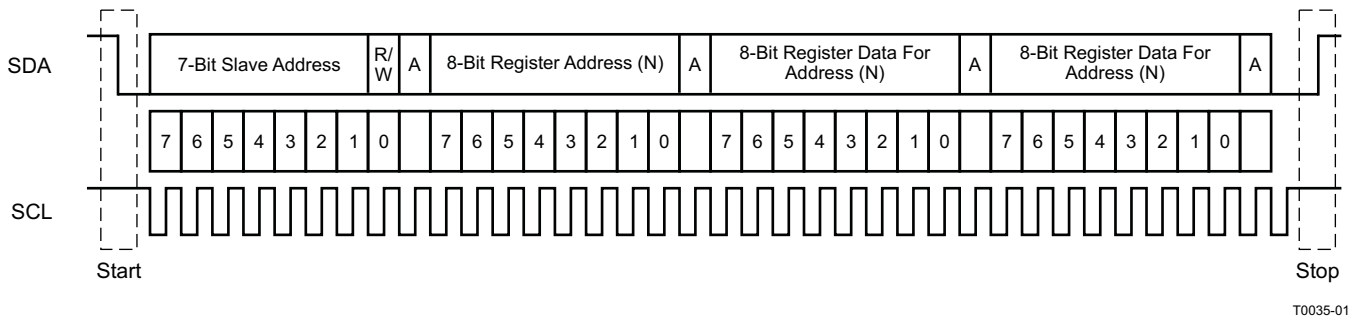 SDA
7-Bit Slave Address
R/
W
A
8-Bit Register Address (N)
A
8-Bit Register Data For
Address (N)
A
8-Bit Register Data For
Address (N)
A
7 6 5 4 3 2 1 0 7 6 5 4 3 2 1 0 7 6 5 4 3 2 1 0 7 6 5 4 3 2 1 0
SCL
Start
Stop
T0035-01